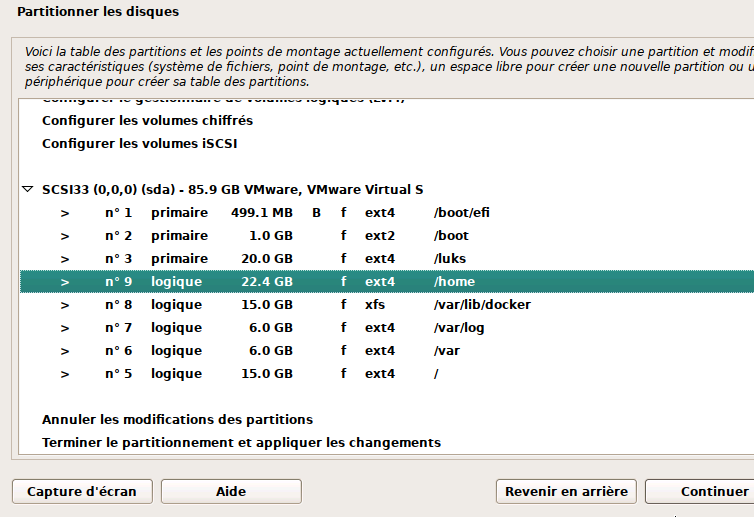 Partitionner les disques
Voici la table des partitions et les points de montage actuellement configurés. Vous pouvez choisir une partition et modif
ses caractéristiques (système de fichiers, point de montage, etc.), un espace libre pour créer une nouvelle partition ou u
périphérique pour créer sa table des partitions.
Configurer le gestionnaire de volumes logiques (LVM)
Configurer les volumes chiffrés
Configurer les volumes iSCSI
SCSI33 (0,0,0) (sda) - 85.9 GB VMware, VMware Virtual S
> n° 1 primaire 499.1 MB B f ext4 /boot/efi
> n° 2 primaire 1.0 GB f ext2 /boot
> n° 3 primaire 20.0 GB f ext4 /luks
> n° 9 logique 22.4 GB f ext4 /home
> n° 8 logique 15.0 GB f xfs /var/lib/docker
> n° 7 logique 6.0 GB f ext4 /var/log
> n° 6 logique 6.0 GB f ext4 /var
> n° 5 logique 15.0 GB f ext4 /
Annuler les modifications des partitions
Terminer le partitionnement et appliquer les changements
Capture d'écran Aide Revenir en arrière Continuer